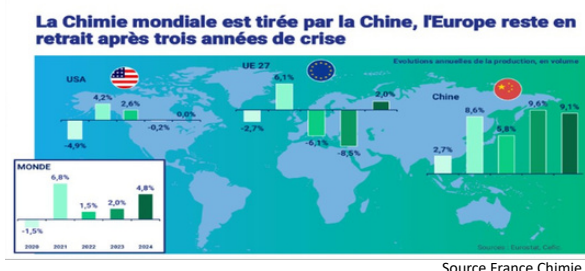 La Chimie mondiale est tirée par la Chine, l'Europe reste en
retrait après trois années de crise
Evolutions annuelles de la production, en volume
USA
4,2%
2,6%
-0,2%
0,0%
-4,9%
UE 27
6,1%
-2,7%
-6,1%
-8,5%
2,0%
Chine
2,7%
8,6%
5,8%
9,6%
9,1%
MONDE
6,8%
1,5%
2,0%
4,8%
-1,5%
2020 2021 2022 2023 2024
Sources : Eurostat, Cefic.
Source France Chimie